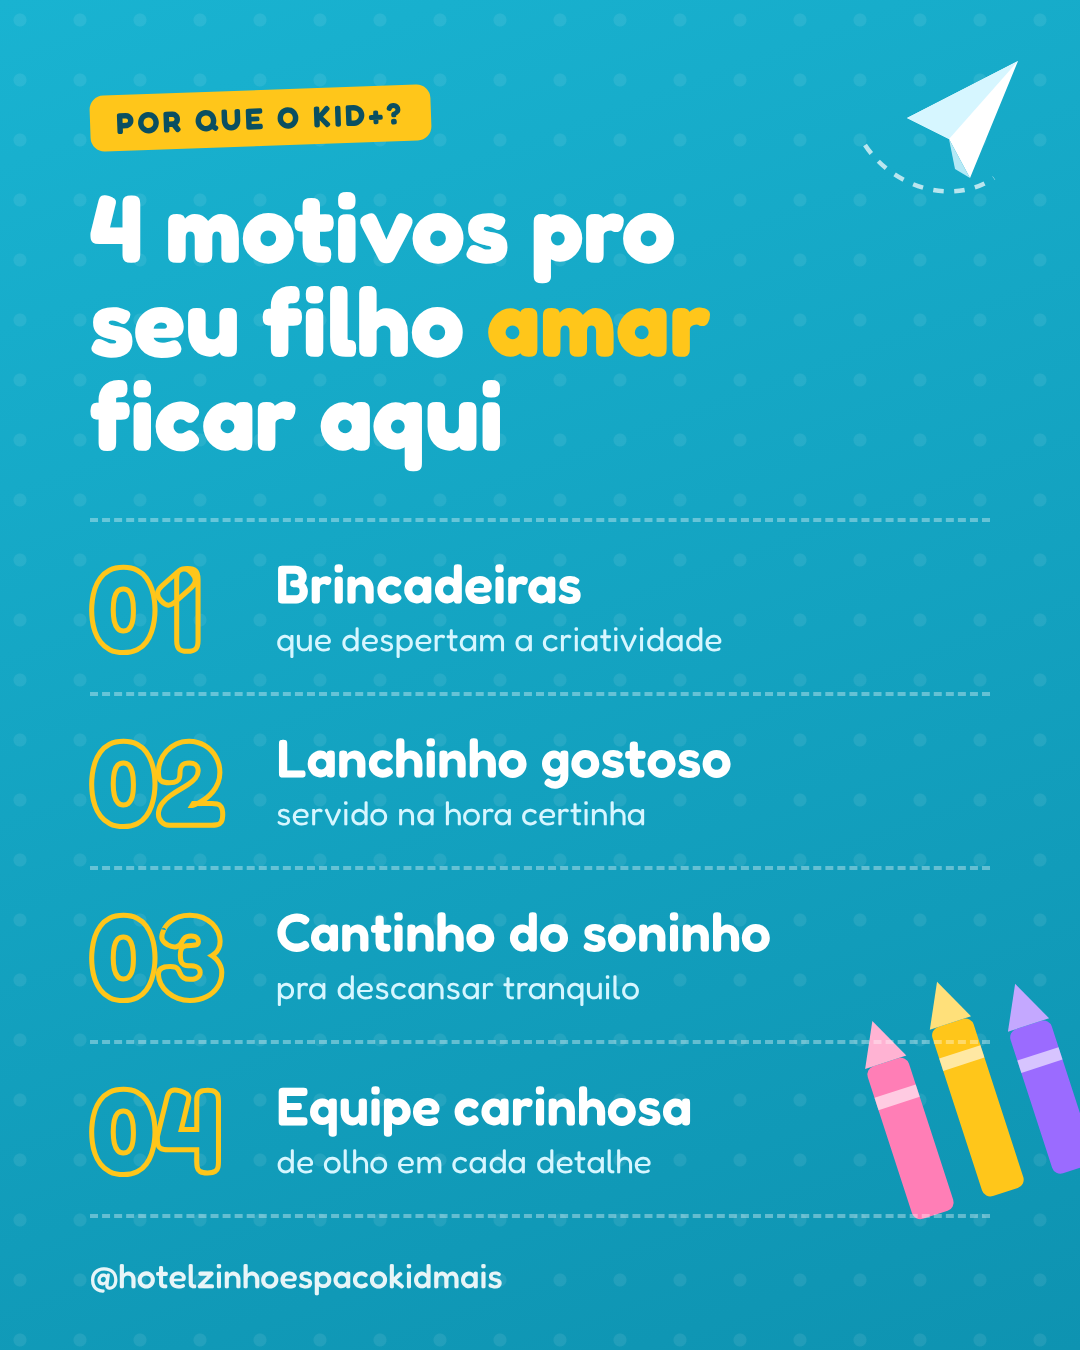 POR QUE O KID+?
4 motivos pro
seu filho amar
ficar aqui
01
Brincadeiras
que despertam a criatividade
02
Lanchinho gostoso
servido na hora certinha
03
Cantinho do soninho
pra descansar tranquilo
04
Equipe carinhosa
de olho em cada detalhe
@hotelzinhoespacokidmais